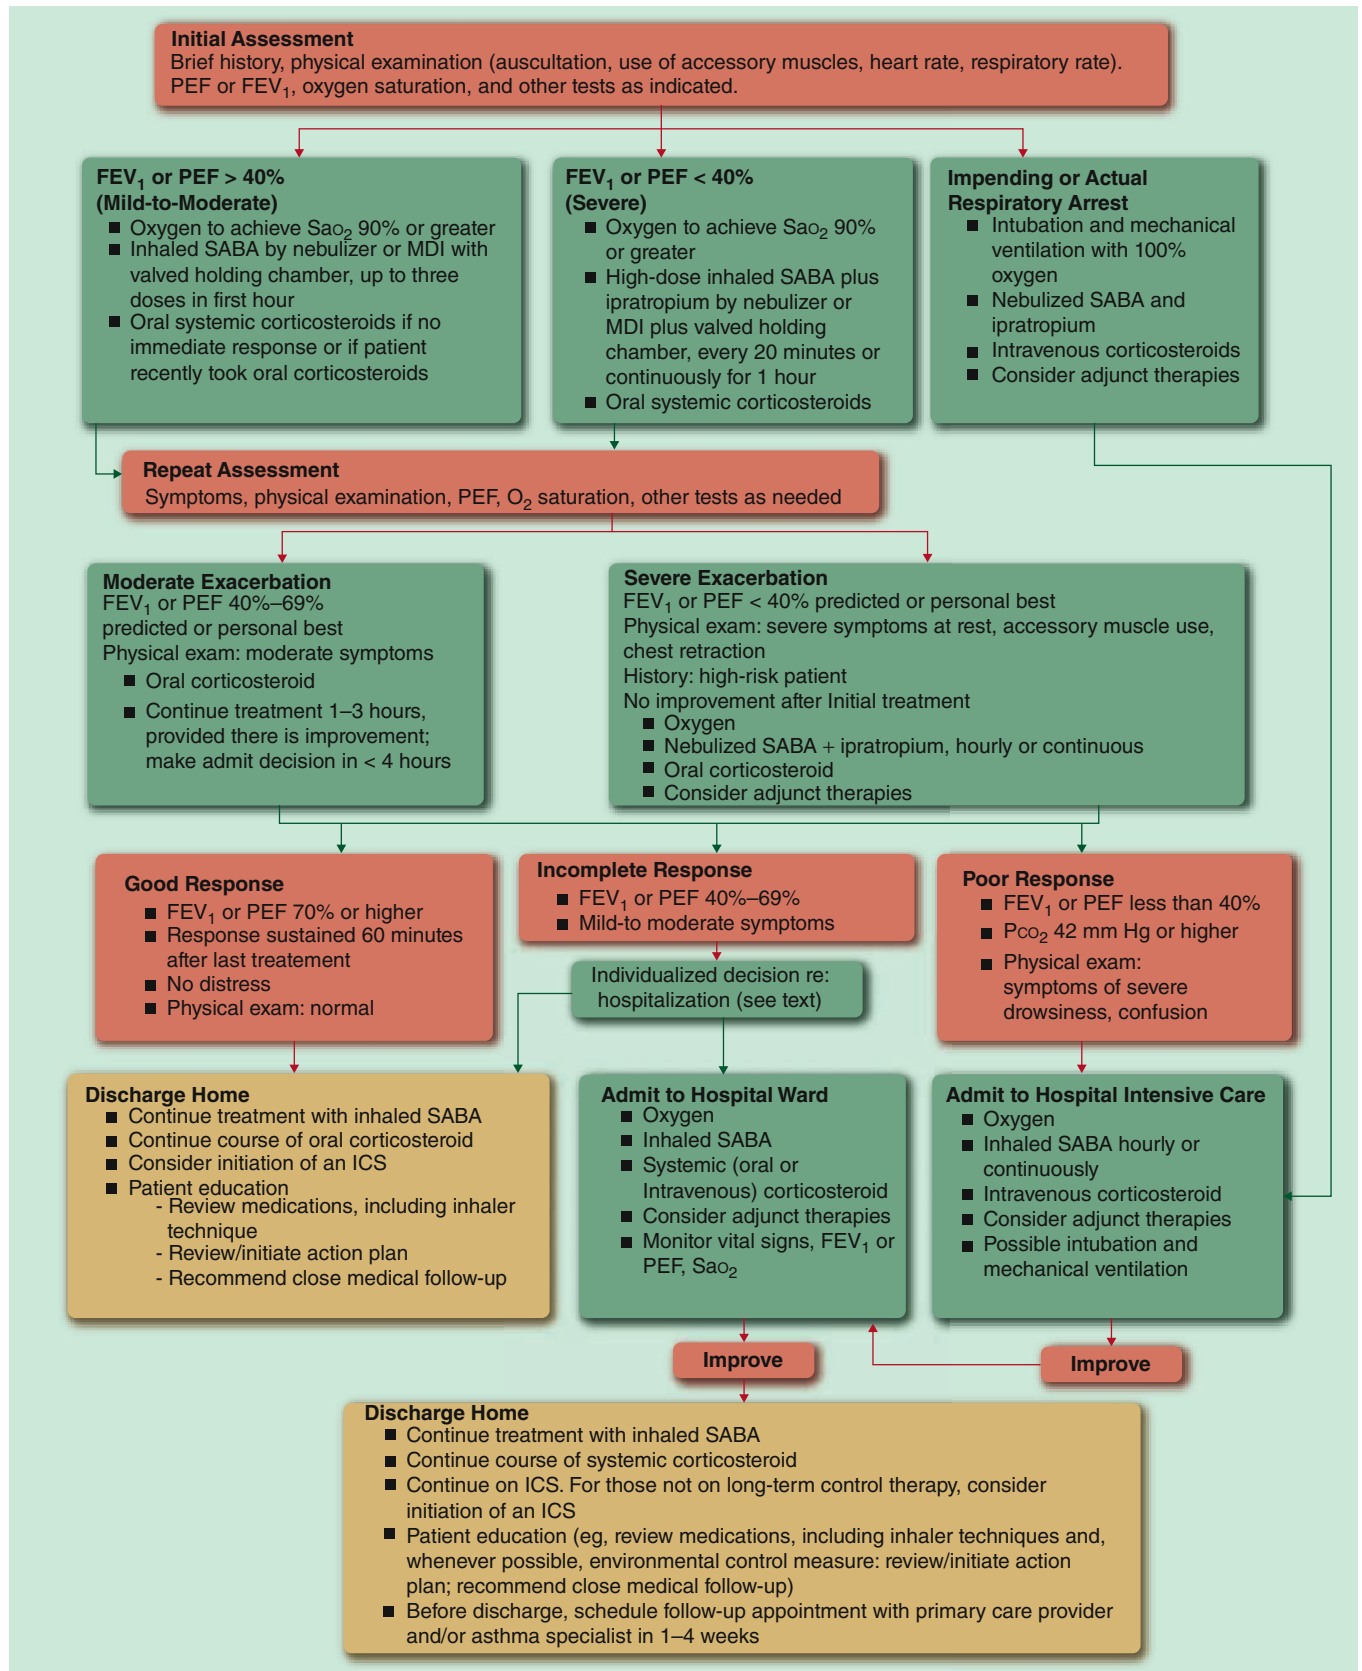 Initial Assessment
Brief history, physical examination (auscultation, use of accessory muscles, heart rate, respiratory rate).
PEF or FEV1, oxygen saturation, and other tests as indicated.
FEV1 or PEF > 40%
(Mild-to-Moderate)
■ Oxygen to achieve SaO2 90% or greater
■ Inhaled SABA by nebulizer or MDI with
valved holding chamber, up to three
doses in first hour
■ Oral systemic corticosteroids if no
immediate response or if patient
recently took oral corticosteroids
FEV1 or PEF < 40%
(Severe)
■ Oxygen to achieve SaO2 90%
or greater
■ High-dose inhaled SABA plus
ipratropium by nebulizer or
MDI plus valved holding
chamber, every 20 minutes or
continuously for 1 hour
■ Oral systemic corticosteroids
Impending or Actual
Respiratory Arrest
■ Intubation and mechanical
ventilation with 100%
oxygen
■ Nebulized SABA and
ipratropium
■ Intravenous corticosteroids
■ Consider adjunct therapies
Repeat Assessment
Symptoms, physical examination, PEF, O2 saturation, other tests as needed
Moderate Exacerbation
FEV1 or PEF 40%–69%
predicted or personal best
Physical exam: moderate symptoms
■ Oral corticosteroid
■ Continue treatment 1–3 hours,
provided there is improvement;
make admit decision in < 4 hours
Severe Exacerbation
FEV1 or PEF < 40% predicted or personal best
Physical exam: severe symptoms at rest, accessory muscle use,
chest retraction
History: high-risk patient
No improvement after Initial treatment
■ Oxygen
■ Nebulized SABA + ipratropium, hourly or continuous
■ Oral corticosteroid
■ Consider adjunct therapies
Good Response
■ FEV1 or PEF 70% or higher
■ Response sustained 60 minutes
after last treatement
■ No distress
■ Physical exam: normal
Incomplete Response
■ FEV1 or PEF 40%–69%
■ Mild-to moderate symptoms
Poor Response
■ FEV1 or PEF less than 40%
■ PCO2 42 mm Hg or higher
■ Physical exam:
symptoms of severe
drowsiness, confusion
Individualized decision re:
hospitalization (see text)
Discharge Home
■ Continue treatment with inhaled SABA
■ Continue course of oral corticosteroid
■ Consider initiation of an ICS
■ Patient education
- Review medications, including inhaler
technique
- Review/initiate action plan
- Recommend close medical follow-up
Admit to Hospital Ward
■ Oxygen
■ Inhaled SABA
■ Systemic (oral or
Intravenous) corticosteroid
■ Consider adjunct therapies
■ Monitor vital signs, FEV1 or
PEF, SaO2
Admit to Hospital Intensive Care
■ Oxygen
■ Inhaled SABA hourly or
continuously
■ Intravenous corticosteroid
■ Consider adjunct therapies
■ Possible intubation and
mechanical ventilation
Improve
Improve
Discharge Home
■ Continue treatment with inhaled SABA
■ Continue course of systemic corticosteroid
■ Continue on ICS. For those not on long-term control therapy, consider
initiation of an ICS
■ Patient education (eg, review medications, including inhaler techniques and,
whenever possible, environmental control measure: review/initiate action
plan; recommend close medical follow-up)
■ Before discharge, schedule follow-up appointment with primary care provider
and/or asthma specialist in 1–4 weeks